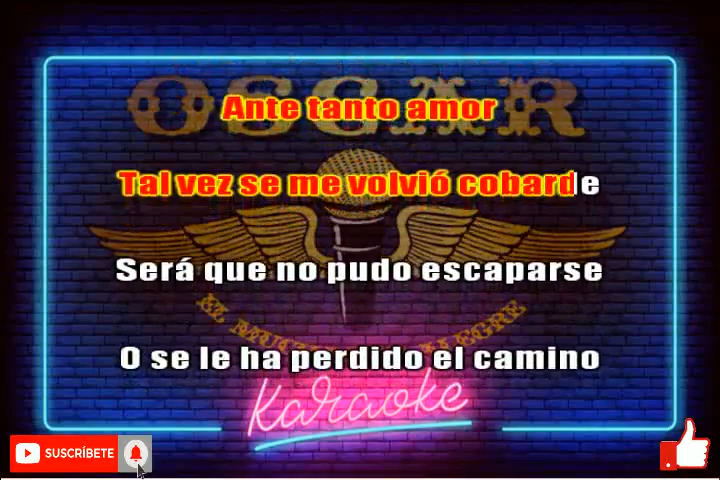 OSCAR
Ante tanto amor
Tal vez se me volvió cobarde
Será que no pudo escaparse
O se le ha perdido el camino
Karaoke
SUSCRÍBETE